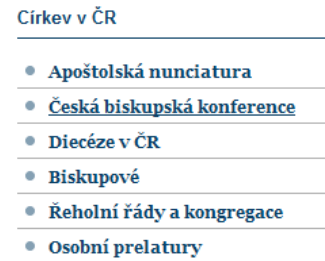 Církev v ČR
Apoštolská nunciatura
Česká biskupská konference
Diecéze v ČR
Biskupové
Řeholní řády a kongregace
Osobní prelatury